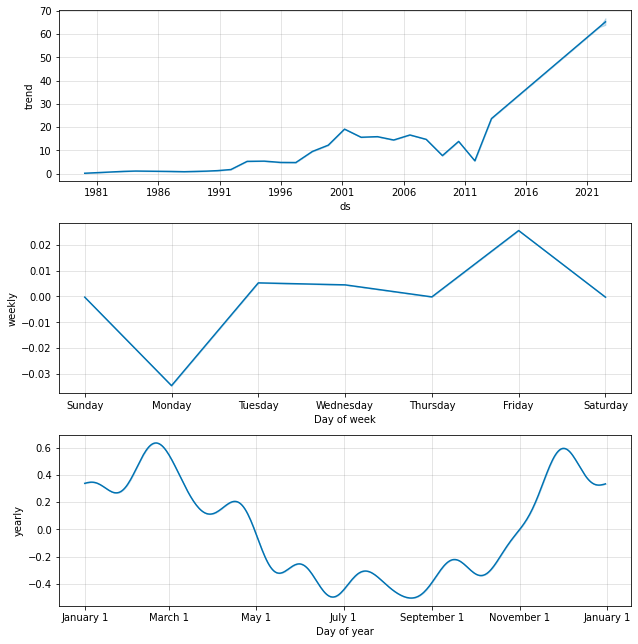 70
60
50
40
30
20
10
0
trend
1981 1986 1991 1996 2001 2006 2011 2016 2021
ds
0.02
0.01
0.00
−0.01
−0.02
−0.03
weekly
Sunday Monday Tuesday Wednesday Thursday Friday Saturday
Day of week
0.6
0.4
0.2
0.0
−0.2
−0.4
yearly
January 1 March 1 May 1 July 1 September 1 November 1 January 1
Day of year